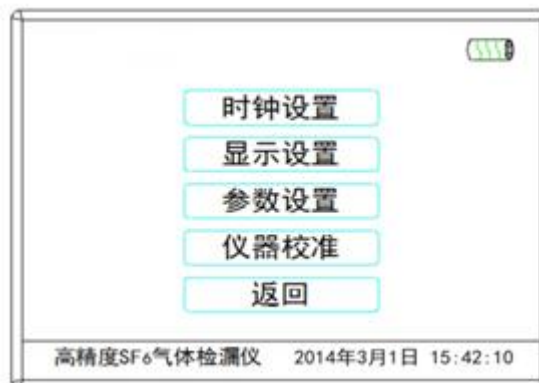 时钟设置
显示设置
参数设置
仪器校准
返回
高精度SF6气体检漏仪 2014年3月1日 15:42:10